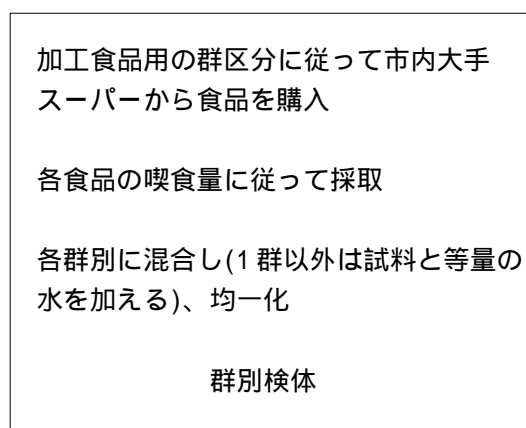 加工食品用の群区分に従って市内大手
スーパーから食品を購入
各食品の喫食量に従って採取
各群別に混合し(1 群以外は試料と等量の
水を加える)、均一化
群別検体